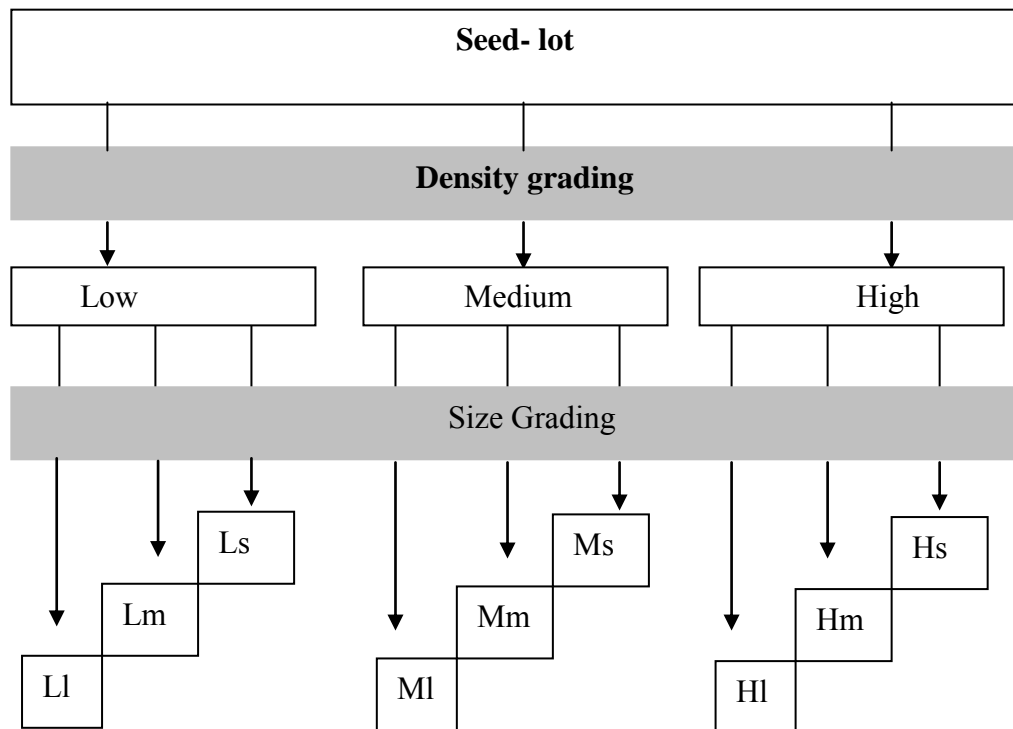 Seed- lot
Density grading
Low
Medium
High
Size Grading
Ls
Ms
Hs
Lm
Mm
Hm
Ll
Ml
Hl